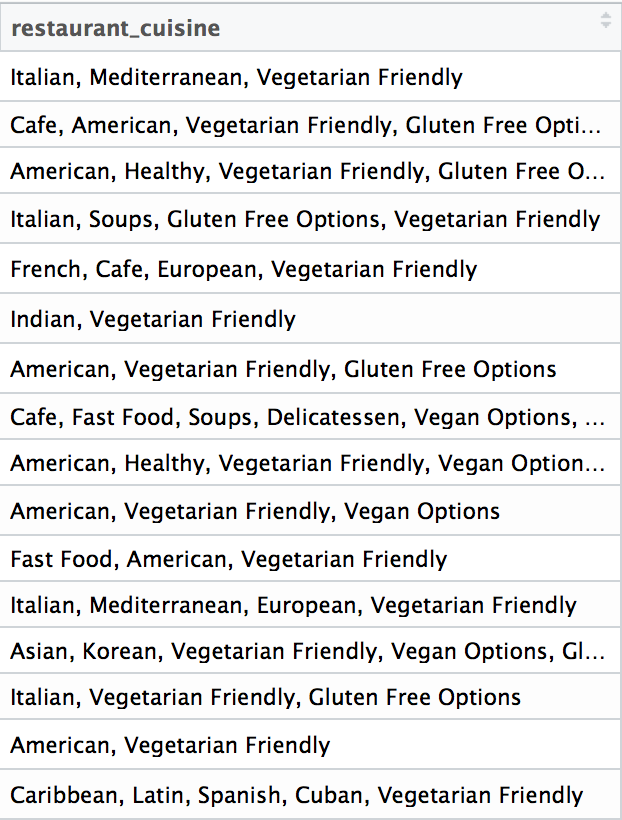 restaurant_cuisine
Italian, Mediterranean, Vegetarian Friendly
Cafe, American, Vegetarian Friendly, Gluten Free Opti...
American, Healthy, Vegetarian Friendly, Gluten Free O...
Italian, Soups, Gluten Free Options, Vegetarian Friendly
French, Cafe, European, Vegetarian Friendly
Indian, Vegetarian Friendly
American, Vegetarian Friendly, Gluten Free Options
Cafe, Fast Food, Soups, Delicatessen, Vegan Options, ...
American, Healthy, Vegetarian Friendly, Vegan Option...
American, Vegetarian Friendly, Vegan Options
Fast Food, American, Vegetarian Friendly
Italian, Mediterranean, European, Vegetarian Friendly
Asian, Korean, Vegetarian Friendly, Vegan Options, Gl...
Italian, Vegetarian Friendly, Gluten Free Options
American, Vegetarian Friendly
Caribbean, Latin, Spanish, Cuban, Vegetarian Friendly